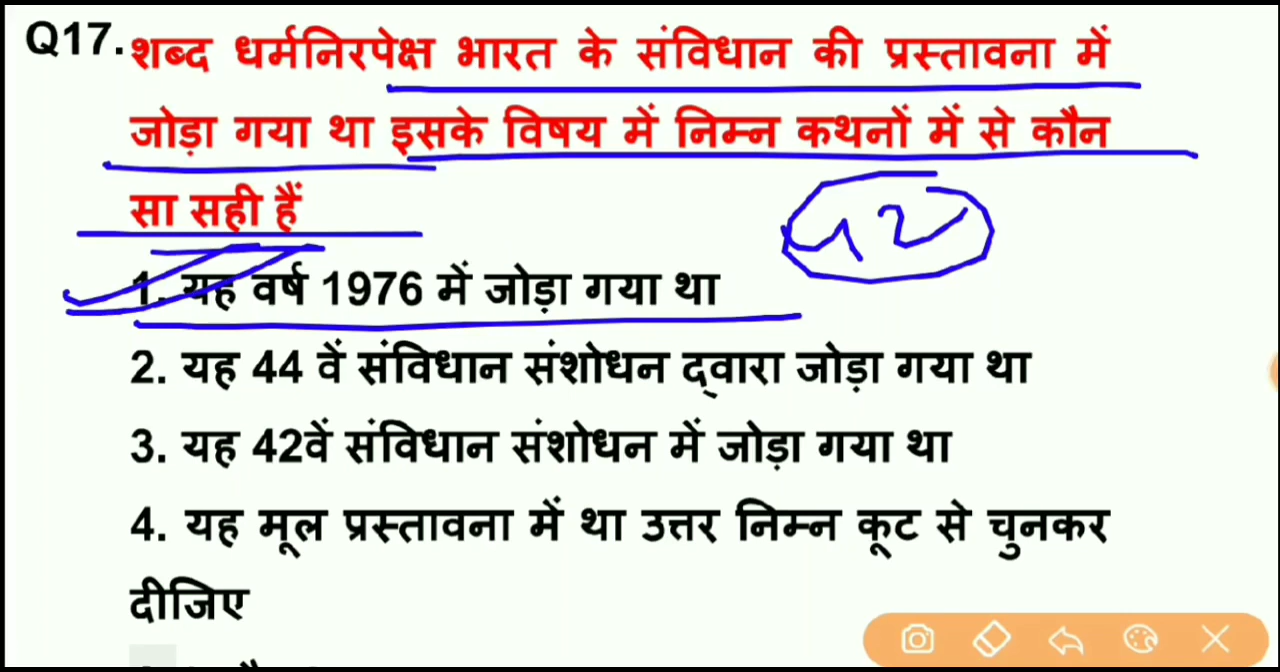 Q17. शब्द धर्मनिरपेक्ष भारत के संविधान की प्रस्तावना में
जोड़ा गया था इसके विषय में निम्न कथनों में से कौन
सा सही हैं
42
1. यह वर्ष 1976 में जोड़ा गया था
2. यह 44 वें संविधान संशोधन द्वारा जोड़ा गया था
3. यह 42वें संविधान संशोधन में जोड़ा गया था
4. यह मूल प्रस्तावना में था उत्तर निम्न कूट से चुनकर
दीजिए